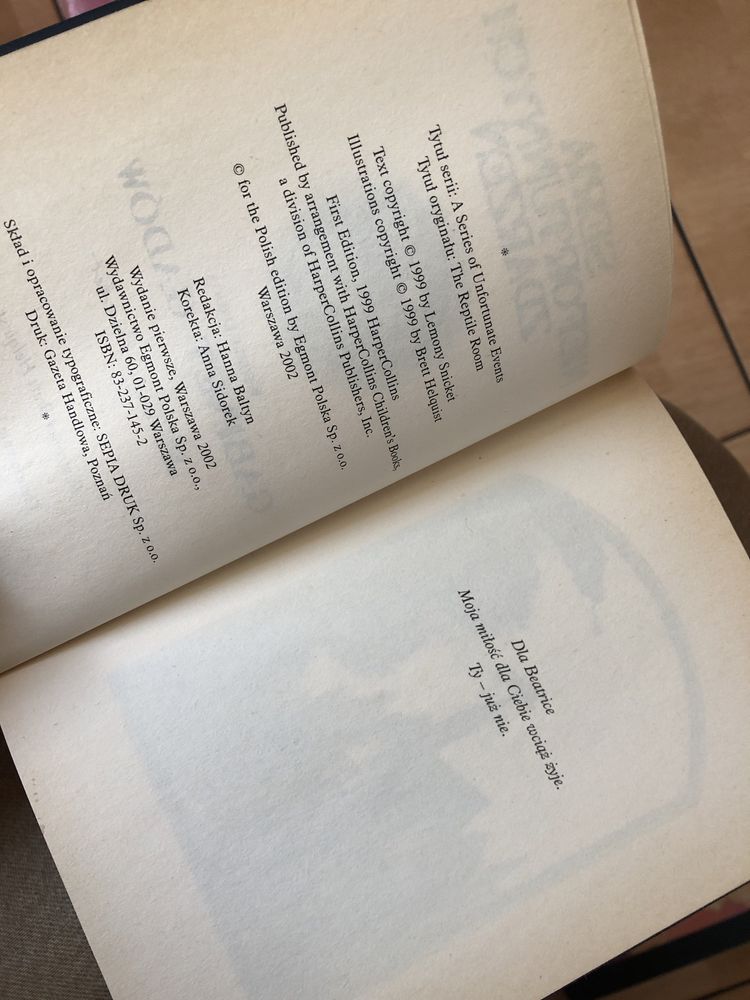 *
Tytuł serii: A Series of Unfortunate Events
Tytuł oryginału: The Reptile Room
Text copyright © 1999 by Lemony Snicket
Illustrations copyright © 1999 by Brett Helquist
First Edition, 1999 HarperCollins
Published by arrangement with HarperCollins Children's Books,
a division of HarperCollins Publishers, Inc.
© for the Polish edition by Egmont Polska Sp. z o.o.
Warszawa 2002
Redakcja: Hanna Baltyn
Korekta: Anna Sidorek
Wydanie pierwsze, Warszawa 2002
Wydawnictwo Egmont Polska Sp. z o.o.,
ul. Dzielna 60, 01-029 Warszawa
ISBN: 83-237-145-2
Skład i opracowanie typograficzne: SEPIA DRUK Sp. z o.o.
Druk: Gazeta Handlowa, Poznań
*
Dla Beatrice
Moja miłość dla Ciebie wciąż żyje.
Ty – już nie.